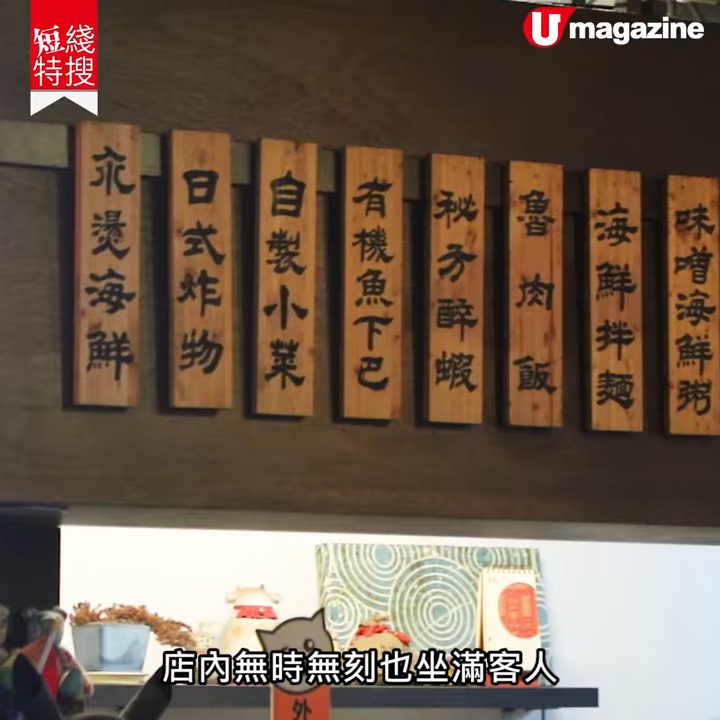 短綫
特搜
U magazine
汆燙海鮮
日式炸物
自製小菜
有機魚下巴
秘方醉蝦
魯肉飯
海鮮拌麵
味噌海鮮粥
店內無時無刻也坐滿客人
外